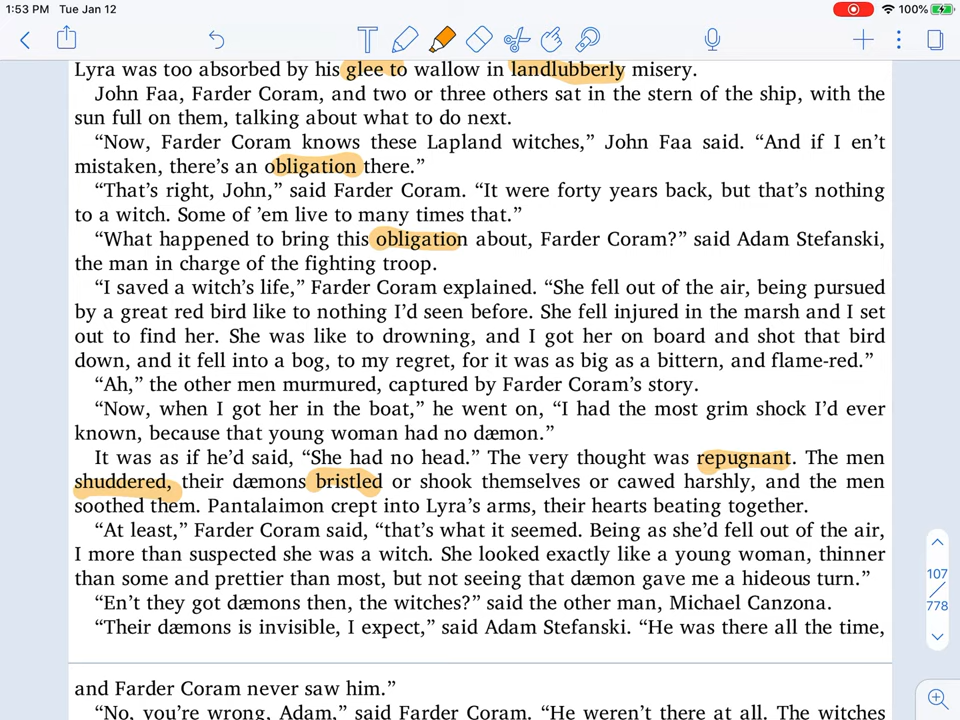 1:53 PM Tue Jan 12 100%
T
Lyra was too absorbed by his glee to wallow in landlubberly misery.
John Faa, Farder Coram, and two or three others sat in the stern of the ship, with the
sun full on them, talking about what to do next.
“Now, Farder Coram knows these Lapland witches,” John Faa said. “And if I en’t
mistaken, there’s an obligation there.”
“That’s right, John,” said Farder Coram. “It were forty years back, but that’s nothing
to a witch. Some of ’em live to many times that.”
“What happened to bring this obligation about, Farder Coram?” said Adam Stefanski,
the man in charge of the fighting troop.
“I saved a witch’s life,” Farder Coram explained. “She fell out of the air, being pursued
by a great red bird like to nothing I’d seen before. She fell injured in the marsh and I set
out to find her. She was like to drowning, and I got her on board and shot that bird
down, and it fell into a bog, to my regret, for it was as big as a bittern, and flame-red.”
“Ah,” the other men murmured, captured by Farder Coram’s story.
“Now, when I got her in the boat,” he went on, “I had the most grim shock I’d ever
known, because that young woman had no dæmon.”
It was as if he’d said, “She had no head.” The very thought was repugnant. The men
shuddered, their dæmons bristled or shook themselves or cawed harshly, and the men
soothed them. Pantalaimon crept into Lyra’s arms, their hearts beating together.
“At least,” Farder Coram said, “that’s what it seemed. Being as she’d fell out of the air,
I more than suspected she was a witch. She looked exactly like a young woman, thinner
than some and prettier than most, but not seeing that dæmon gave me a hideous turn.”
“En’t they got dæmons then, the witches?” said the other man, Michael Canzona.
“Their dæmons is invisible, I expect,” said Adam Stefanski. “He was there all the time,
107
/
778
and Farder Coram never saw him.”
“No, you’re wrong, Adam,” said Farder Coram. “He weren’t there at all. The witches